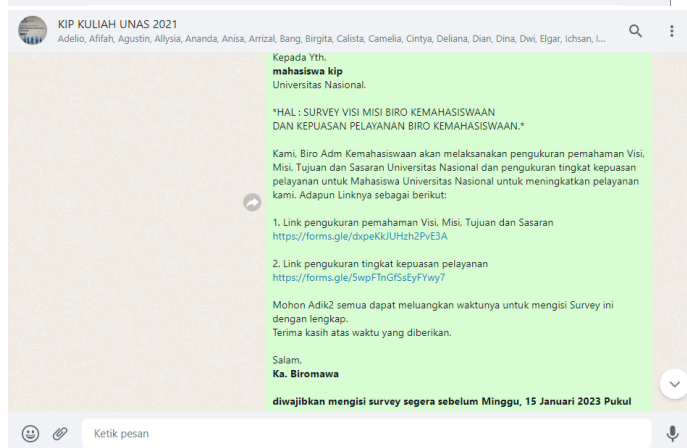 KIP KULIAH UNAS 2021
Adelio, Afifah, Agustin, Allysia, Ananda, Anisa, Arrizal, Bang, Birgita, Calista, Camelia, Cintya, Deliana, Dian, Dina, Dwi, Elgar, Ichsan, I...
Kepada Yth.
mahasiswa kip
Universitas Nasional.
*HAL : SURVEY VISI MISI BIRO KEMAHASISWAAN
DAN KEPUASAN PELAYANAN BIRO KEMAHASISWAAN.*
Kami, Biro Adm Kemahasiswaan akan melaksanakan pengukuran pemahaman Visi,
Misi, Tujuan dan Sasaran Universitas Nasional dan pengukuran tingkat kepuasan
pelayanan untuk Mahasiswa Universitas Nasional untuk meningkatkan pelayanan
kami. Adapun Linknya sebagai berikut:
1. Link pengukuran pemahaman Visi, Misi, Tujuan dan Sasaran
https://forms.gle/dxpeKkJUHzh2PvE3A
2. Link pengukuran tingkat kepuasan pelayanan
https://forms.gle/5wpFTnGfSsEyFYwy7
Mohon Adik2 semua dapat meluangkan waktunya untuk mengisi Survey ini
dengan lengkap.
Terima kasih atas waktu yang diberikan.
Salam.
Ka. Biromawa
diwajibkan mengisi survey segera sebelum Minggu, 15 Januari 2023 Pukul
Ketik pesan